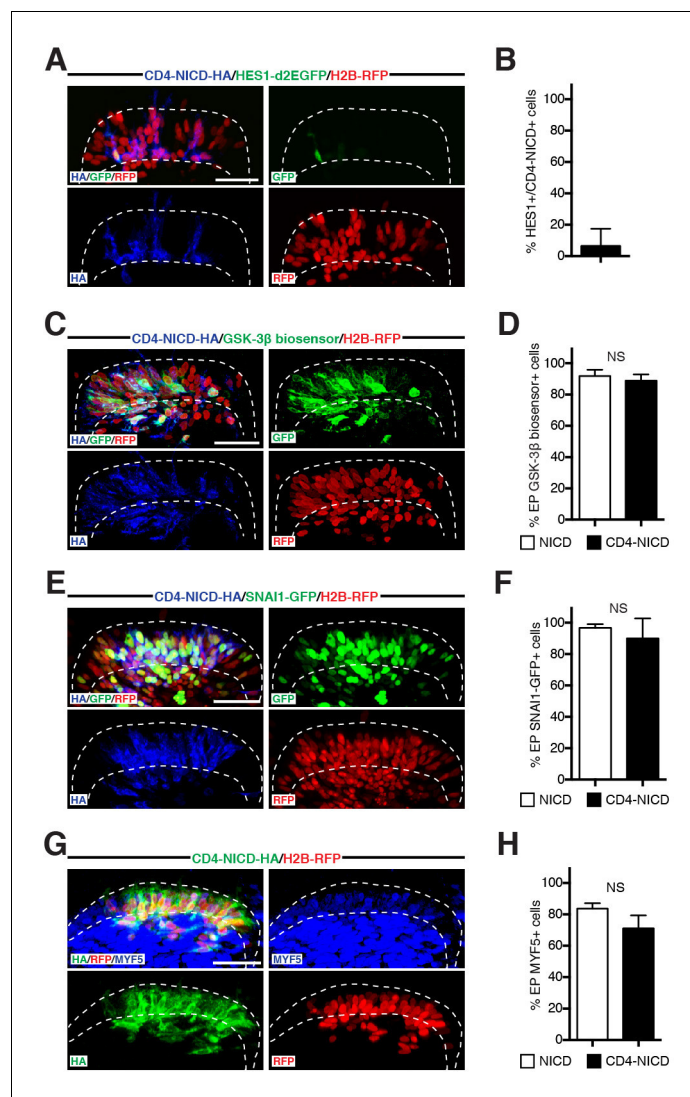 A
CD4-NICD-HA/HES1-d2EGFP/H2B-RFP
HA/GFP/RFP
GFP
HA
RFP
B
% HES1+/CD4-NICD+ cells
100
80
60
40
20
0
C
CD4-NICD-HA/GSK-3β biosensor/H2B-RFP
HA/GFP/RFP
GFP
HA
RFP
D
% EP GSK-3β biosensor+ cells
NS
100
80
60
40
20
0
NICD
CD4-NICD
E
CD4-NICD-HA/SNAI1-GFP/H2B-RFP
HA/GFP/RFP
GFP
HA
RFP
F
% EP SNAI1-GFP+ cells
NS
100
80
60
40
20
0
NICD
CD4-NICD
G
CD4-NICD-HA/H2B-RFP
HA/RFP/MYF5
MYF5
HA
RFP
H
% EP MYF5+ cells
NS
100
80
60
40
20
0
NICD
CD4-NICD